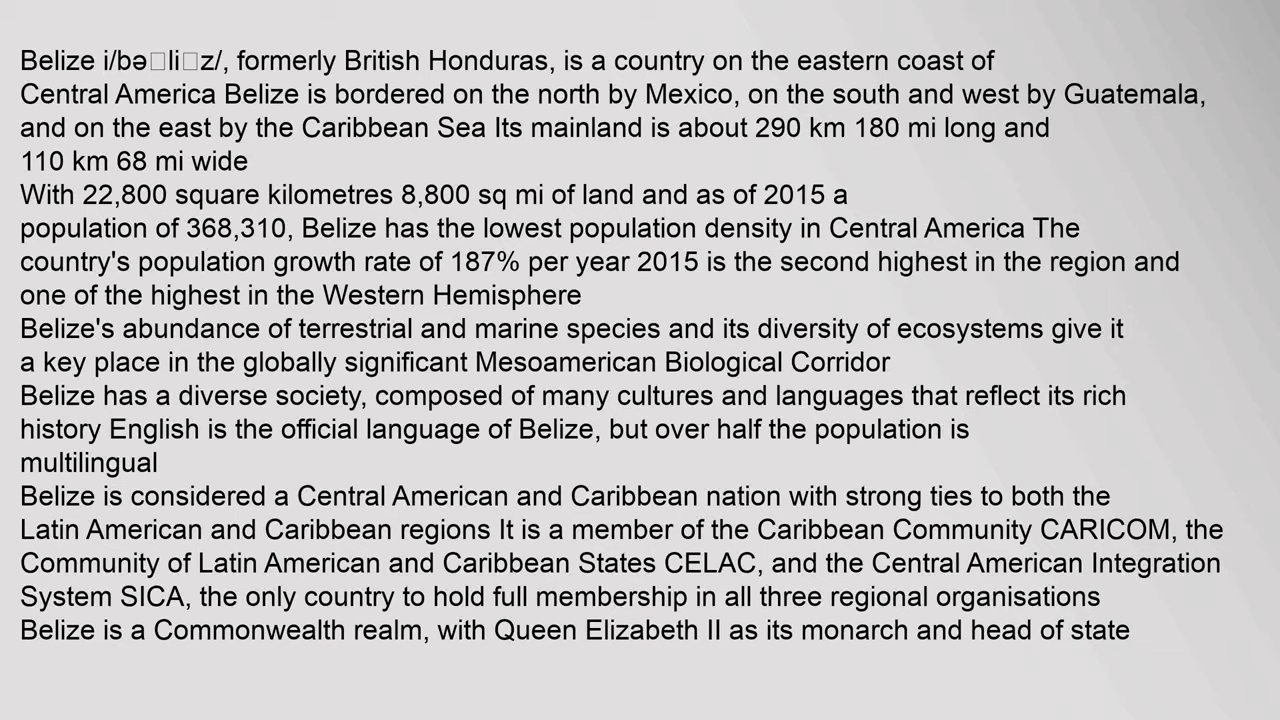 Belize i/bə□li□z/, formerly British Honduras, is a country on the eastern coast of
Central America Belize is bordered on the north by Mexico, on the south and west by Guatemala,
and on the east by the Caribbean Sea Its mainland is about 290 km 180 mi long and
110 km 68 mi wide
With 22,800 square kilometres 8,800 sq mi of land and as of 2015 a
population of 368,310, Belize has the lowest population density in Central America The
country's population growth rate of 187% per year 2015 is the second highest in the region and
one of the highest in the Western Hemisphere
Belize's abundance of terrestrial and marine species and its diversity of ecosystems give it
a key place in the globally significant Mesoamerican Biological Corridor
Belize has a diverse society, composed of many cultures and languages that reflect its rich
history English is the official language of Belize, but over half the population is
multilingual
Belize is considered a Central American and Caribbean nation with strong ties to both the
Latin American and Caribbean regions It is a member of the Caribbean Community CARICOM, the
Community of Latin American and Caribbean States CELAC, and the Central American Integration
System SICA, the only country to hold full membership in all three regional organisations
Belize is a Commonwealth realm, with Queen Elizabeth II as its monarch and head of state